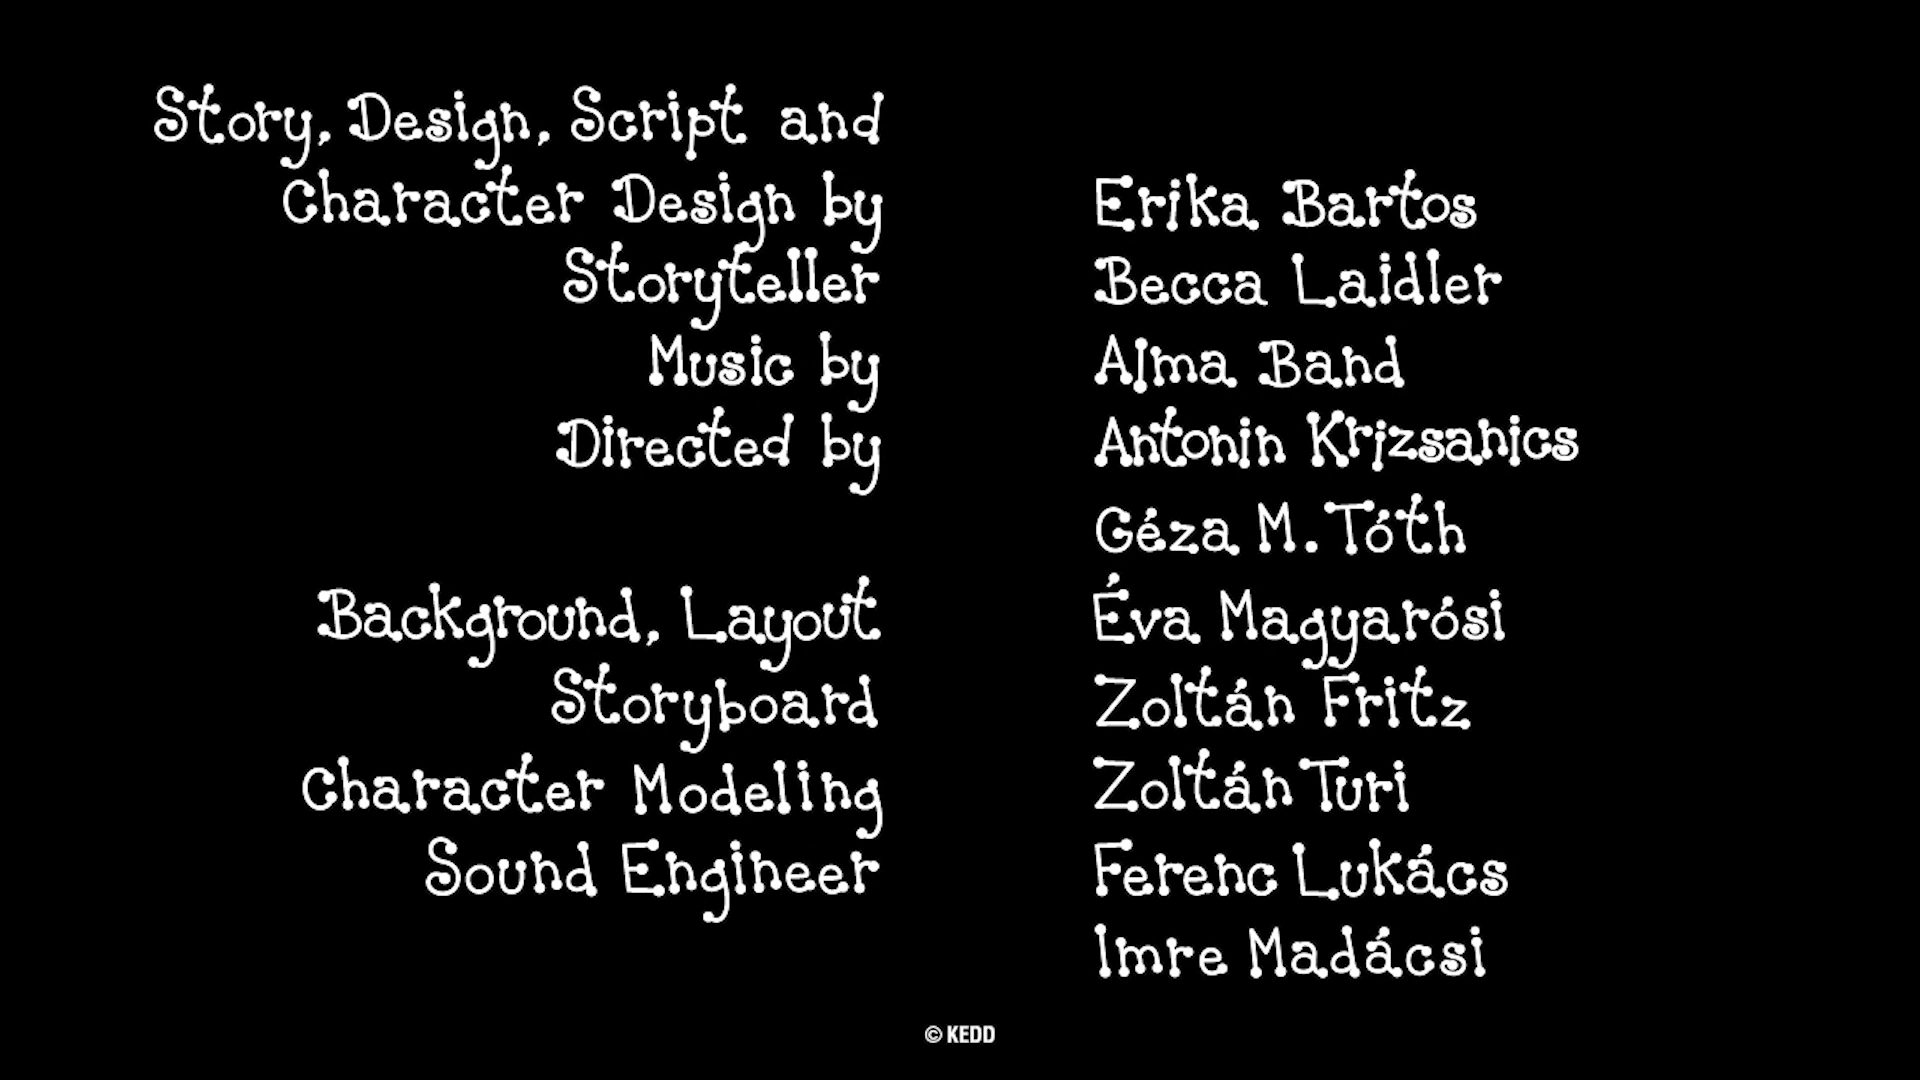 Story, Design, Script and
Character Design by Erika Bartos
Storyteller Becca Laidler
Music by Alma Band
Directed by Antonin Krizsanics
Géza M. Tóth
Background, Layout Éva Magyarósi
Storyboard Zoltán Fritz
Character Modeling Zoltán Turi
Sound Engineer Ferenc Lukács
Imre Madácsi
© KEDD